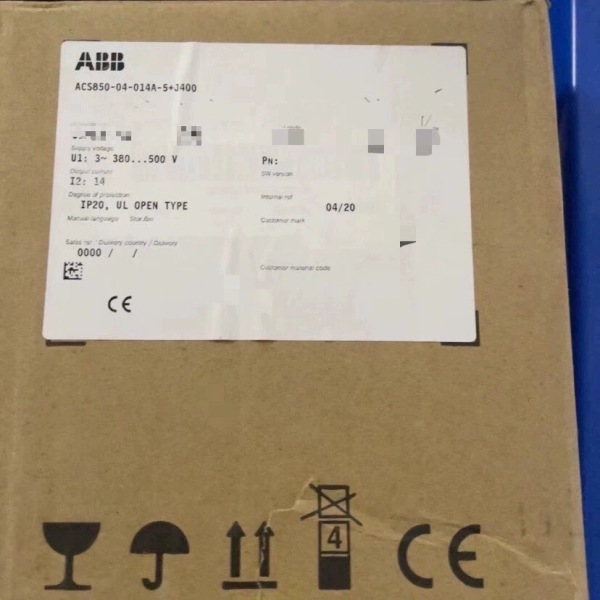 ABB
ACS850-04-014A-5+J400
Supply voltage
U1: 3~ 380...500 V
PN:
Output current
SW version
I2: 14
Degree of protection
Internal ref
IP20, UL OPEN TYPE
04/20
Manual language
Customer mark
Sales ref / Delivery country / Delivery
0000 / /
Customer material code
CE
4
CE